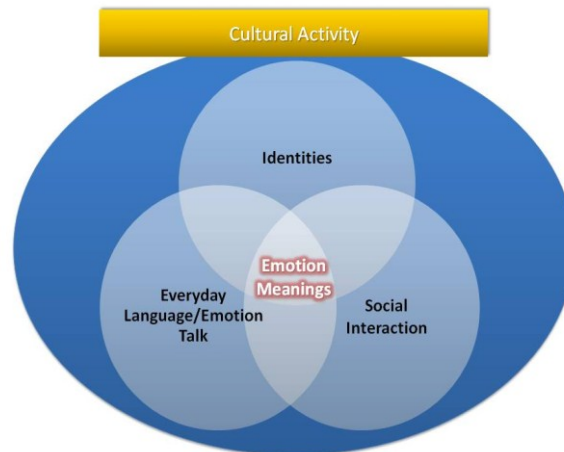 Cultural Activity
Identities
Emotion
Meanings
Everyday
Language/Emotion
Talk
Social
Interaction